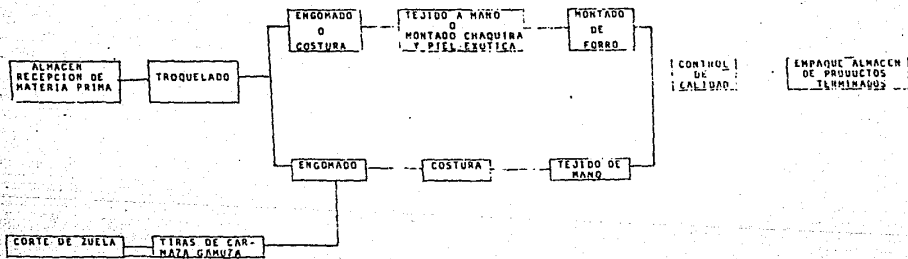 ENGOMADO
O
COSTURA
TEJIDO A MANO
O
MONTADO CHAQUIRA
Y PIEL-EXUTICA
MONTADO
DE
FORRO
ALMACEN
RECEPCION DE
MATERIA PRIMA
TROQUELADO
CONTROL
DE
CALIDAD
EMPAQUE ALMACEN
DE PRODUCTOS
TERMINADOS
ENGOMADO
COSTURA
TEJIDO DE
MANO
CORTE DE ZUELA
TIRAS DE CAR-
NAZA GAMUZA